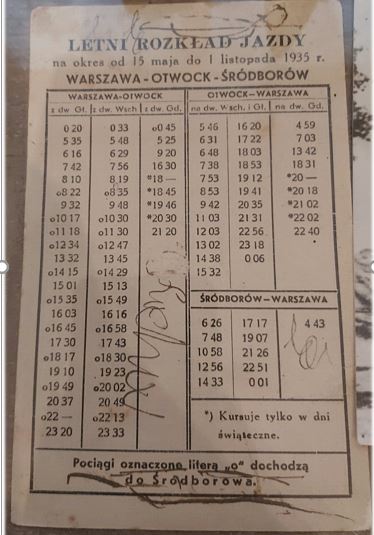 LETNI ROZKŁAD JAZDY
na okres od 15 maja do 1 listopada 1935 r.
WARSZAWA-OTWOCK-ŚRÓDBORÓW
WARSZAWA-OTWOCK
z dw. Gł. z dw. Wsch z dw. Gd.
0 20 0 33 o0 45
5 35 5 48 5 25
6 16 6 29 9 20
7 42 7 56 16 30
8 10 8 19 *18 —
o8 22 o8 35 *18 45
9 32 9 48 *19 46
o10 17 o10 30 *20 30
o11 18 o11 30 21 20
o12 34 o12 47
13 32 13 45
o14 15 o14 29
15 01 15 13
o15 35 o15 49
16 03 16 16
o16 45 o16 58
17 30 17 43
o18 17 o18 30
19 10 19 23
o19 49 o20 02
20 37 20 49
o22 — o22 13
23 20 23 33
OTWOCK-WARSZAWA
na dw. Wsch. i Gł. na dw. Gd.
5 46 16 20 4 59
6 31 17 22 7 03
6 48 18 03 13 42
7 38 18 53 18 31
7 53 19 12 *20 —
8 53 19 41 *20 18
9 42 20 35 *21 02
11 03 21 31 *22 02
12 03 22 56 22 40
13 02 23 18
14 38 0 06
15 32
ŚRÓDBORÓW-WARSZAWA
6 26 17 17 4 43
7 48 19 07
10 58 21 26
12 56 22 51
14 33 0 01
*) Kursuje tylko w dni
świąteczne.
Pociągi oznaczone literą „o" dochodzą
do Śródborowa.